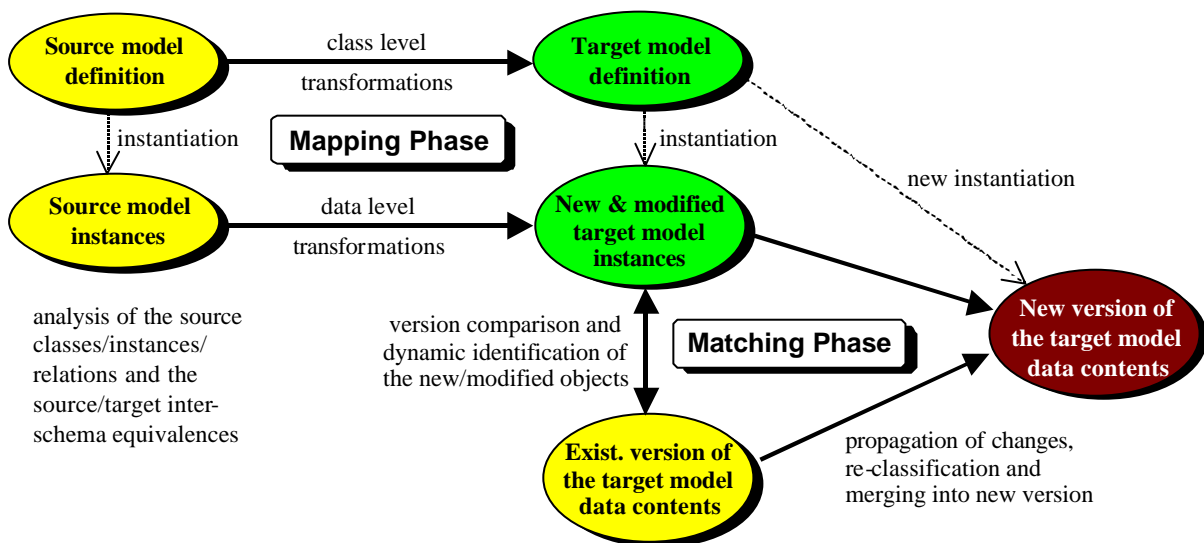 Source model
definition
class level
transformations
Target model
definition
instantiation
Mapping Phase
instantiation
new instantiation
Source model
instances
data level
transformations
New & modified
target model
instances
analysis of the source
classes/instances/
relations and the
source/target inter-
schema equivalences
version comparison and
dynamic identification of
the new/modified objects
Matching Phase
New version of
the target model
data contents
Exist. version of
the target model
data contents
propagation of changes,
re-classification and
merging into new version